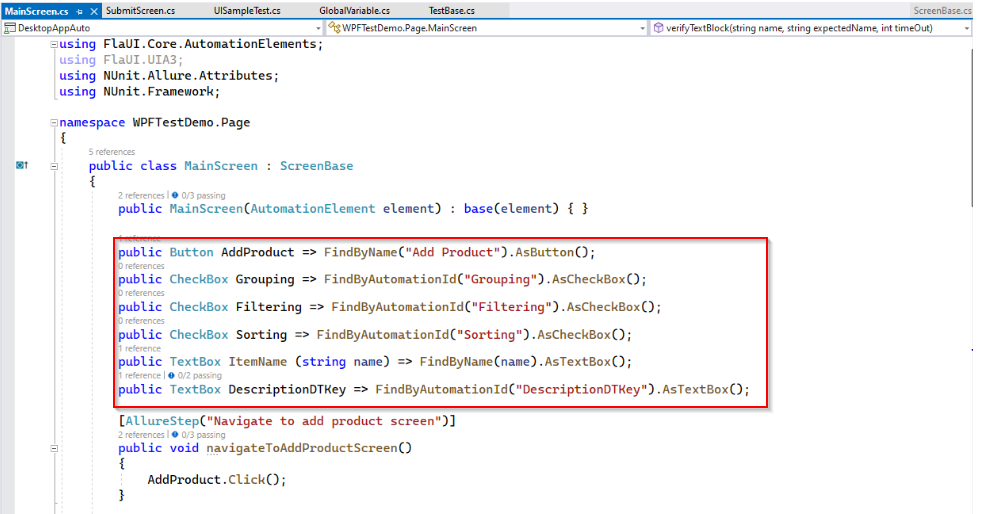 MainScreen.cs SubmitScreen.cs UISampleTest.cs GlobalVariable.cs TestBase.cs ScreenBase.cs
DesktopAppAuto WPFTestDemo.Page.MainScreen verifyTextBlock(string name, string expectedName, int timeOut)
using FlaUI.Core.AutomationElements;
using FlaUI.UIA3;
using NUnit.Allure.Attributes;
using NUnit.Framework;
namespace WPFTestDemo.Page
{
5 references
public class MainScreen : ScreenBase
{
2 references | 0/3 passing
public MainScreen(AutomationElement element) : base(element) { }
1 reference
public Button AddProduct => FindByName("Add Product").AsButton();
0 references
public CheckBox Grouping => FindByAutomationId("Grouping").AsCheckBox();
0 references
public CheckBox Filtering => FindByAutomationId("Filtering").AsCheckBox();
0 references
public CheckBox Sorting => FindByAutomationId("Sorting").AsCheckBox();
1 reference
public TextBox ItemName (string name) => FindByName(name).AsTextBox();
1 reference | 0/2 passing
public TextBox DescriptionDTKey => FindByAutomationId("DescriptionDTKey").AsTextBox();
[AllureStep("Navigate to add product screen")]
2 references | 0/3 passing
public void navigateToAddProductScreen()
{
AddProduct.Click();
}